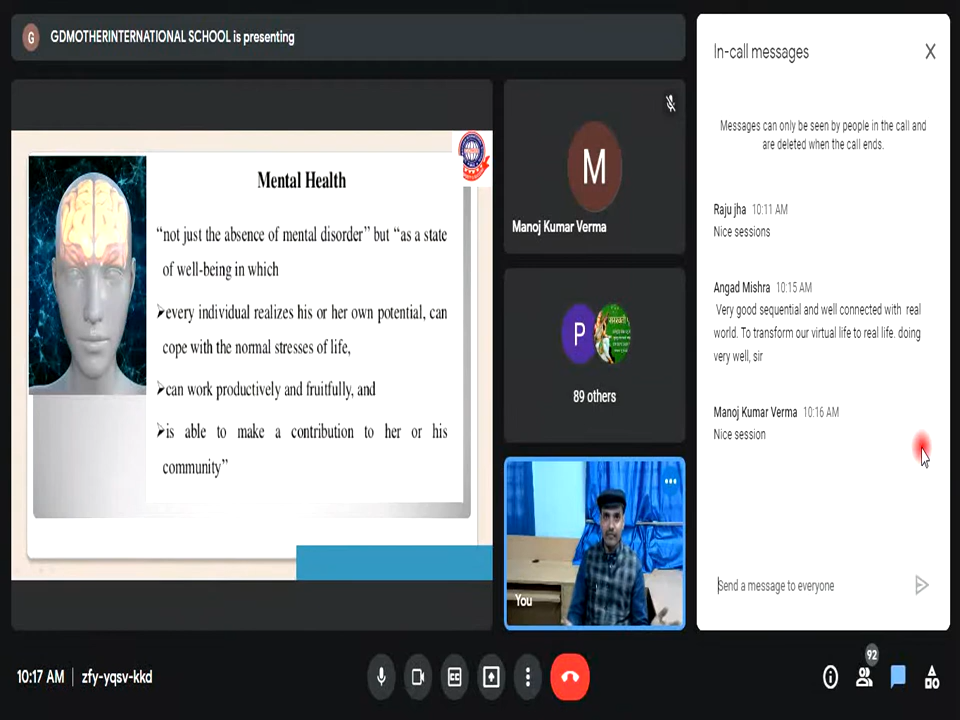 G
GDMOTHERINTERNATIONAL SCHOOL is presenting
Mental Health
“not just the absence of mental disorder” but “as a state
of well-being in which
➢every individual realizes his or her own potential, can
cope with the normal stresses of life,
➢can work productively and fruitfully, and
➢is able to make a contribution to her or his
community”
M
Manoj Kumar Verma
P
89 others
You
In-call messages
Messages can only be seen by people in the call and
are deleted when the call ends.
Raju jha 10:11 AM
Nice sessions
Angad Mishra 10:15 AM
Very good sequential and well connected with real
world. To transform our virtual life to real life. doing
very well, sir
Manoj Kumar Verma 10:16 AM
Nice session
Send a message to everyone
10:17 AM | zfy-yqsv-kkd
92